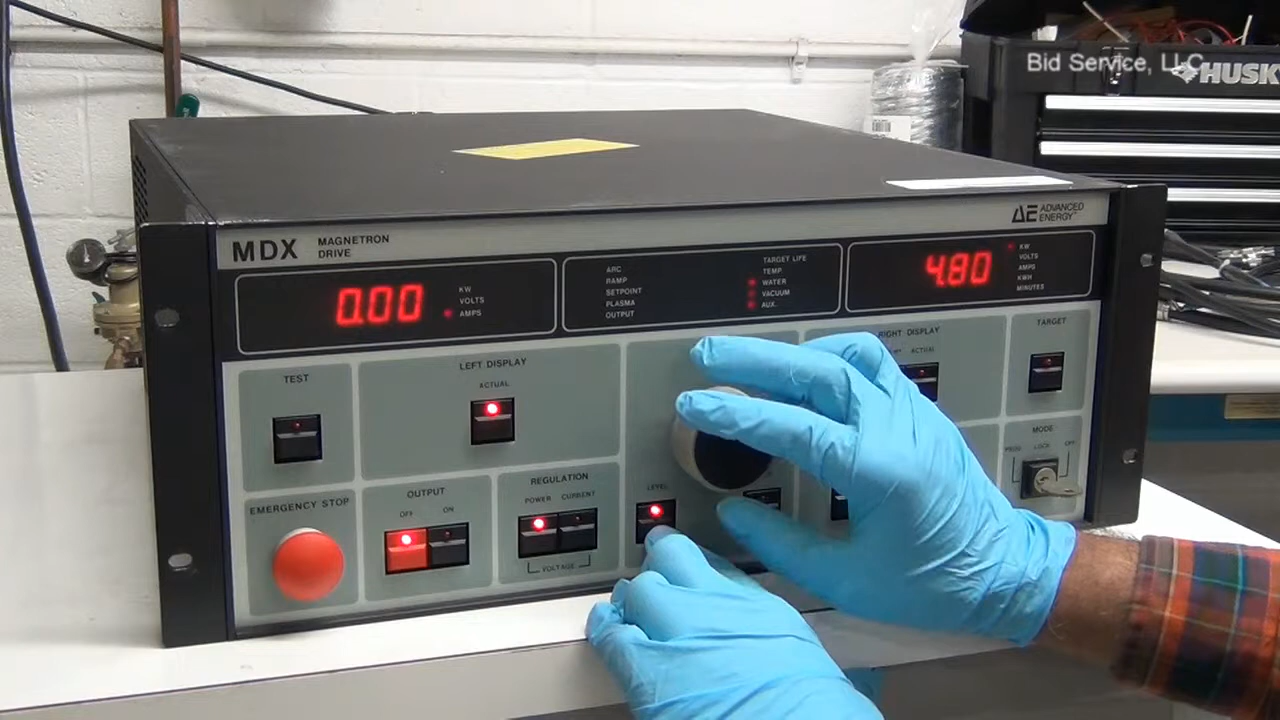 Bid Service, LLC
HUSK
MDX
MAGNETRON
DRIVE
ADVANCED
ENERGY
0.00
KW
VOLTS
AMPS
ARC
RAMP
SETPOINT
PLASMA
OUTPUT
TARGET LIFE
TEMP.
WATER
VACUUM
AUX.
4.80
KW
VOLTS
AMPS
KWH
MINUTES
TEST
LEFT DISPLAY
ACTUAL
RIGHT DISPLAY
ACTUAL
TARGET
EMERGENCY STOP
OUTPUT
OFF
ON
REGULATION
POWER
CURRENT
VOLTAGE
LEVEL
MODE
PROG
LOCK
OFF